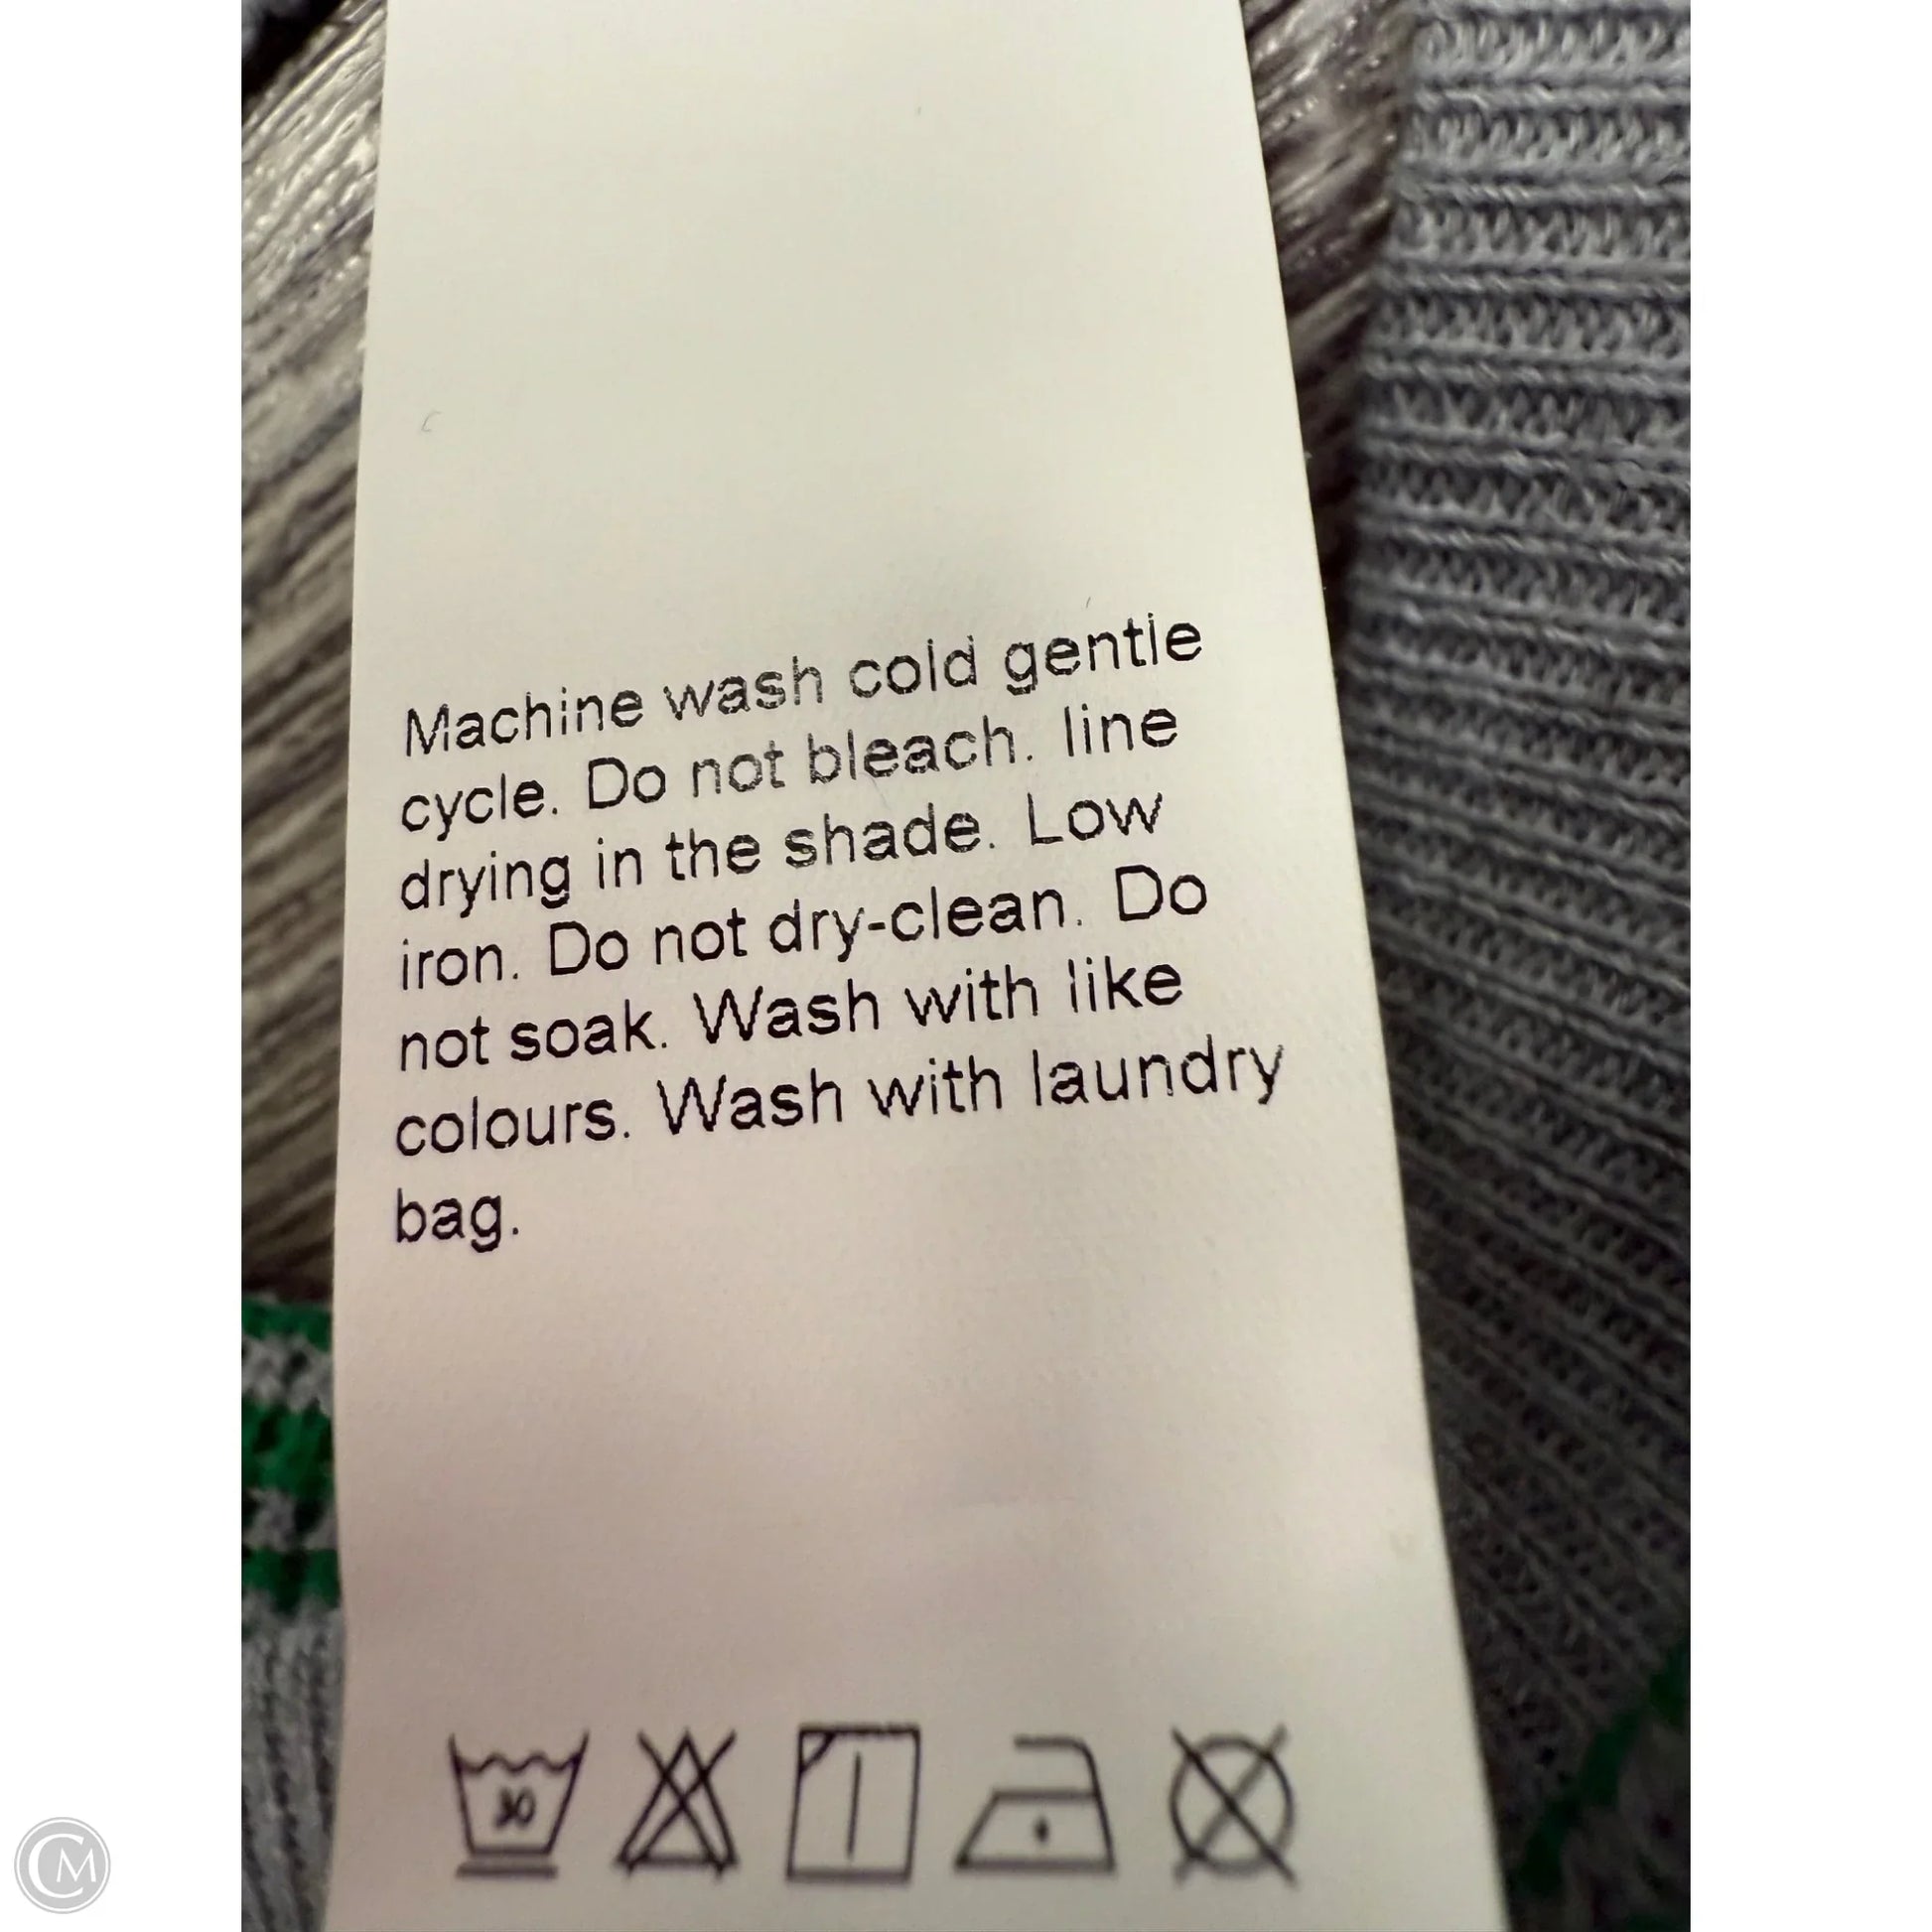 Machine wash cold gentle
cycle. Do not bleach. line
drying in the shade. Low
iron. Do not dry-clean. Do
not soak. Wash with like
colours. Wash with laundry
bag.
30
CM